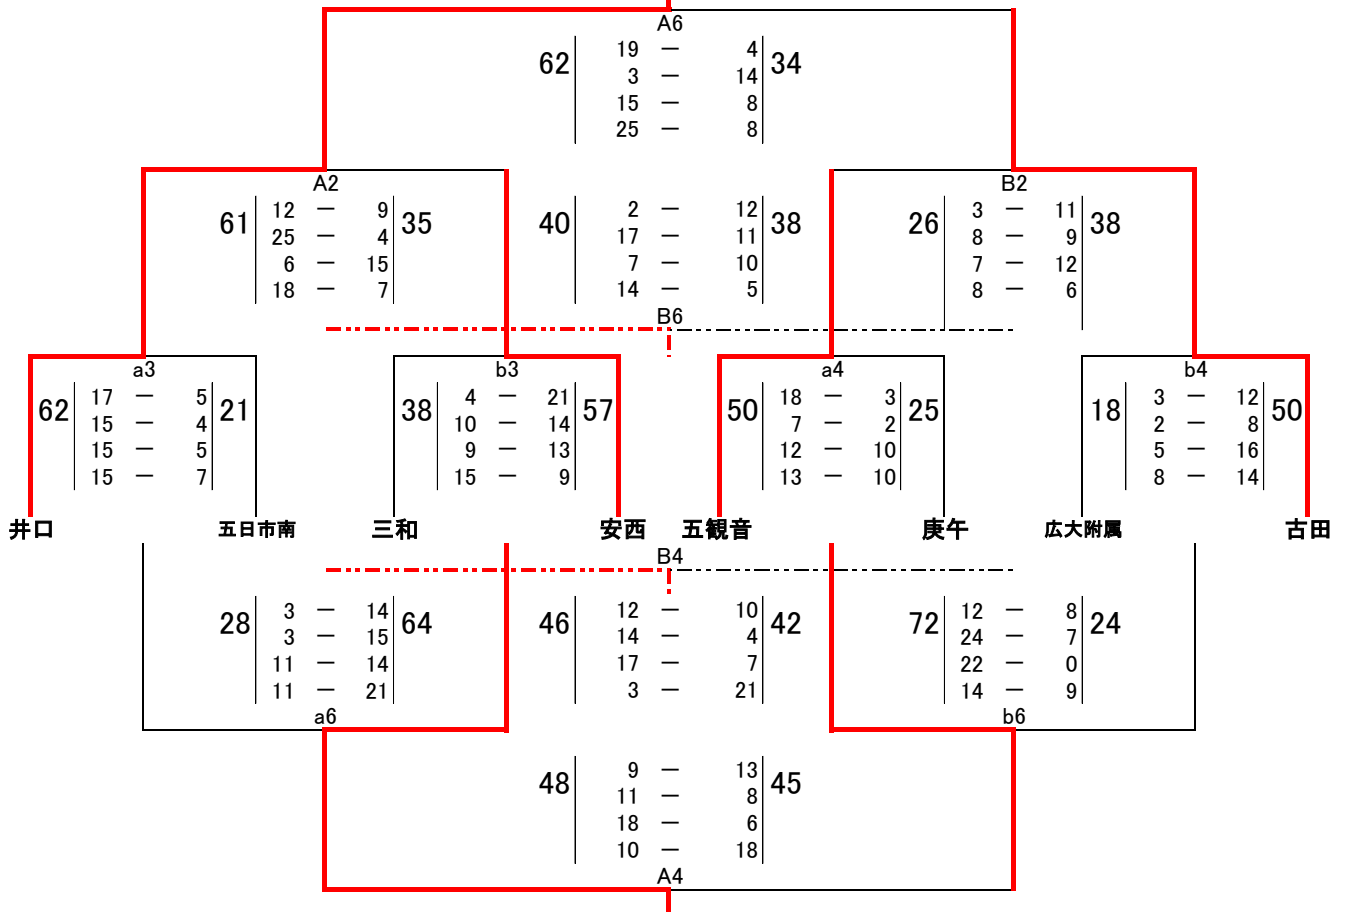 A6
62 19 － 4 34
3 － 14
15 － 8
25 － 8
A2 B2
61 12 － 9 35 40 2 － 12 38 26 3 － 11 38
25 － 4 17 － 11 8 － 9
6 － 15 7 － 10 7 － 12
18 － 7 14 － 5 8 － 6
B6
a3 b3 a4 b4
62 17 － 5 21 38 4 － 21 57 50 18 － 3 25 18 3 － 12 50
15 － 4 10 － 14 7 － 2 2 － 8
15 － 5 9 － 13 12 － 10 5 － 16
15 － 7 15 － 9 13 － 10 8 － 14
井口 五日市南 三和 安西 五観音 庚午 広大附属 古田
B4
28 3 － 14 64 46 12 － 10 42 72 12 － 8 24
3 － 15 14 － 4 24 － 7
11 － 14 17 － 7 22 － 0
11 － 21 3 － 21 14 － 9
a6 b6
48 9 － 13 45
11 － 8
18 － 6
10 － 18
A4